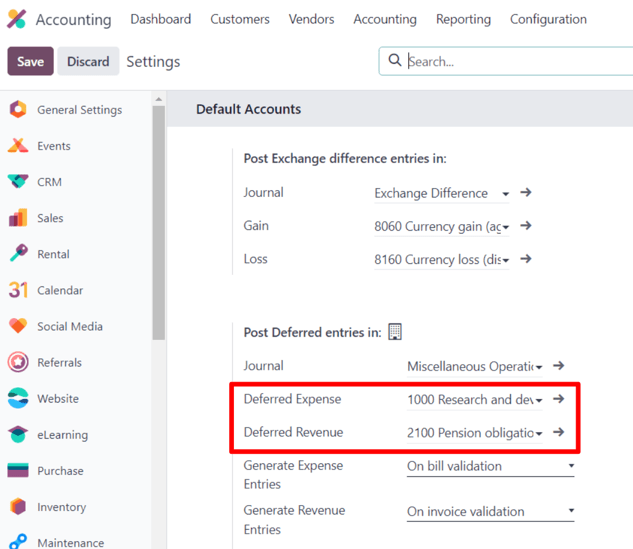 Accounting Dashboard Customers Vendors Accounting Reporting Configuration
Save Discard Settings Search...
General Settings
Events
CRM
Sales
Rental
31 Calendar
Social Media
Referrals
Website
eLearning
Purchase
Inventory
Maintenance
Default Accounts
Post Exchange difference entries in:
Journal Exchange Difference
Gain 8060 Currency gain (ag
Loss 8160 Currency loss (dis
Post Deferred entries in:
Journal Miscellaneous Operatio
Deferred Expense 1000 Research and dev
Deferred Revenue 2100 Pension obligatio
Generate Expense On bill validation
Entries
Generate Revenue On invoice validation
Entries